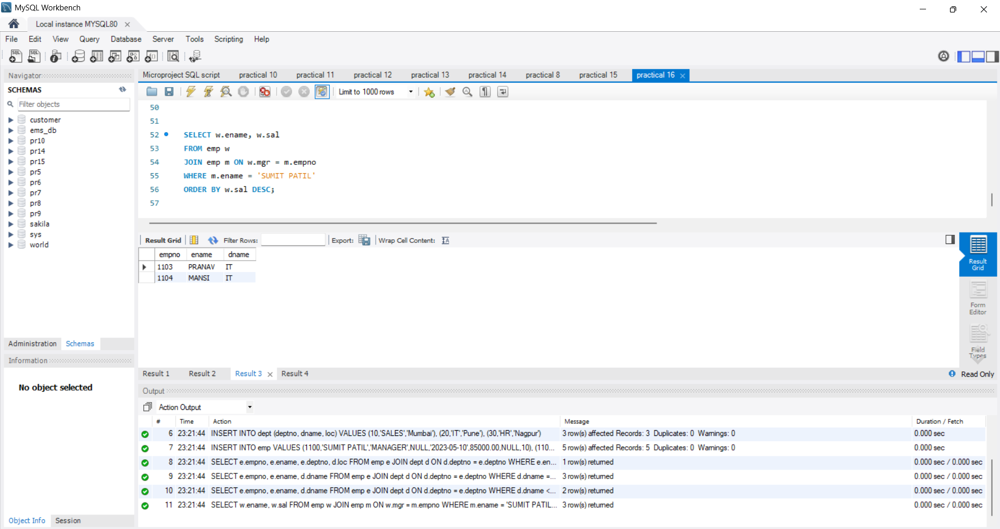 MySQL Workbench
Local instance MYSQL80
File Edit View Query Database Server Tools Scripting Help
Navigator
SCHEMAS
Filter objects
customer
ems_db
pr10
pr14
pr15
pr5
pr6
pr7
pr8
pr9
sakila
sys
world
Administration Schemas
Information
No object selected
Object Info Session
Microproject SQL script practical 10 practical 11 practical 12 practical 13 practical 14 practical 8 practical 15 practical 16
Limit to 1000 rows
50
51
52 SELECT w.ename, w.sal
53 FROM emp w
54 JOIN emp m ON w.mgr = m.empno
55 WHERE m.ename = 'SUMIT PATIL'
56 ORDER BY w.sal DESC;
57
Result Grid Filter Rows: Export: Wrap Cell Content:
empno ename dname
1103 PRANAV IT
1104 MANSI IT
Result Grid
Form Editor
Field Types
Result 1 Result 2 Result 3 Result 4 Read Only
Output
Action Output
# Time Action Message Duration / Fetch
6 23:21:44 INSERT INTO dept (deptno, dname, loc) VALUES (10,'SALES','Mumbai'), (20,'IT','Pune'), (30,'HR','Nagpur') 3 row(s) affected Records: 3 Duplicates: 0 Warnings: 0 0.000 sec
7 23:21:44 INSERT INTO emp VALUES (1100,'SUMIT PATIL','MANAGER',NULL,'2023-05-10',85000.00,NULL,10), (110... 5 row(s) affected Records: 5 Duplicates: 0 Warnings: 0 0.000 sec
8 23:21:44 SELECT e.empno, e.ename, e.deptno, d.loc FROM emp e JOIN dept d ON d.deptno = e.deptno WHERE e.en... 1 row(s) returned 0.000 sec / 0.000 sec
9 23:21:44 SELECT e.empno, e.ename, d.dname FROM emp e JOIN dept d ON d.deptno = e.deptno WHERE d.dname =... 3 row(s) returned 0.000 sec / 0.000 sec
10 23:21:44 SELECT e.empno, e.ename, d.dname FROM emp e JOIN dept d ON d.deptno = e.deptno WHERE d.dname <... 2 row(s) returned 0.000 sec / 0.000 sec
11 23:21:44 SELECT w.ename, w.sal FROM emp w JOIN emp m ON w.mgr = m.empno WHERE m.ename = 'SUMIT PATIL... 3 row(s) returned 0.000 sec / 0.000 sec